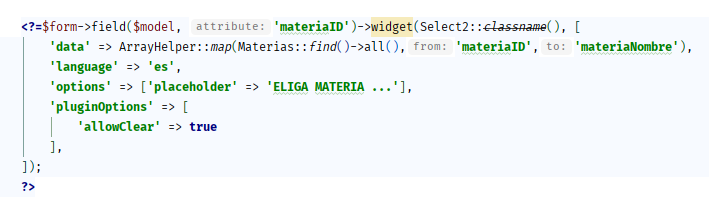 <?=$form->field($model, attribute: 'materiaID')->widget(Select2::classname(), [
'data' => ArrayHelper::map(Materias::find()->all(), from: 'materiaID', to: 'materiaNombre'),
'language' => 'es',
'options' => ['placeholder' => 'ELIGA MATERIA ...'],
'pluginOptions' => [
'allowClear' => true
],
]);
?>